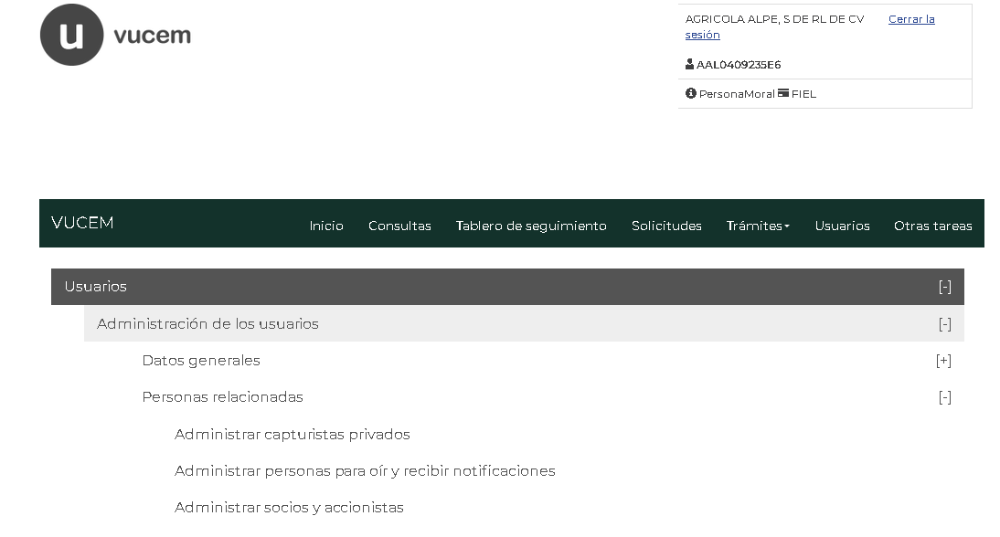 u vucem
AGRICOLA ALPE, S DE RL DE CV Cerrar la
sesión
AAL0409235E6
PersonaMoral FIEL
VUCEM Inicio Consultas Tablero de seguimiento Solicitudes Trámites Usuarios Otras tareas
Usuarios [-]
Administración de los usuarios [-]
Datos generales [+]
Personas relacionadas [-]
Administrar capturistas privados
Administrar personas para oír y recibir notificaciones
Administrar socios y accionistas